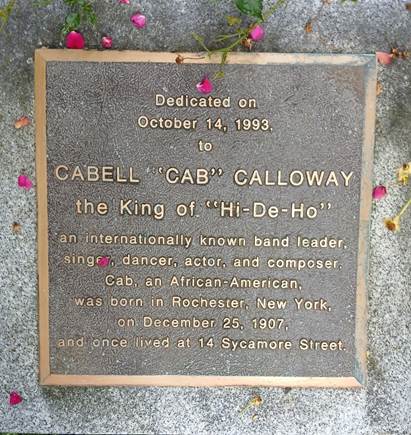 Dedicated on
October 14, 1993,
to
CABELL "CAB" CALLOWAY
the King of "Hi-De-Ho"
an internationally known band leader,
singer, dancer, actor, and composer.
Cab, an African-American,
was born in Rochester, New York,
on December 25, 1907,
and once lived at 14 Sycamore Street.